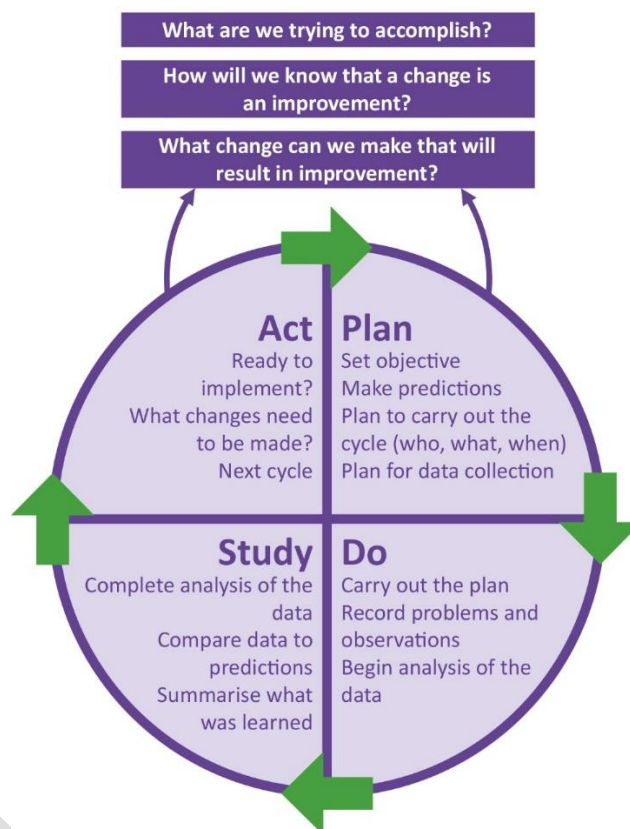 What are we trying to accomplish?
How will we know that a change is
an improvement?
What change can we make that will
result in improvement?
Act
Ready to
implement?
What changes need
to be made?
Next cycle
Plan
Set objective
Make predictions
Plan to carry out the
cycle (who, what, when)
Plan for data collection
Study
Complete analysis of the
data
Compare data to
predictions
Summarise what
was learned
Do
Carry out the plan
Record problems and
observations
Begin analysis of the
data